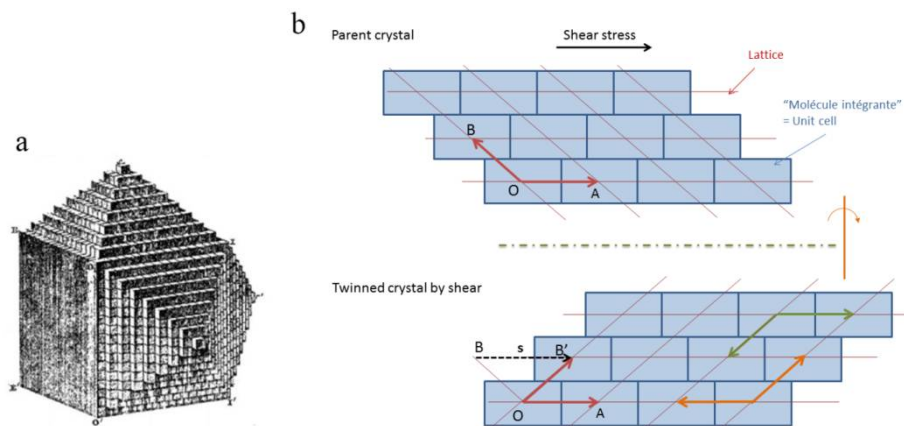 b
Parent crystal
Shear stress
Lattice
"Molécule intégrante"
= Unit cell
B
O
A
a
Twinned crystal by shear
B
s
B'
O
A